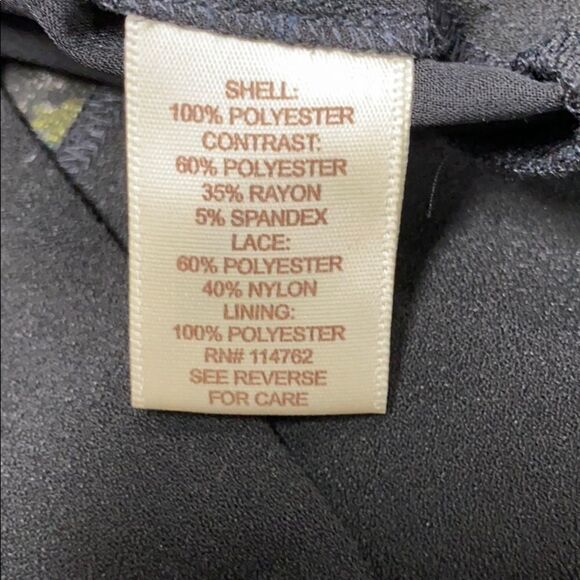 SHELL:
100% POLYESTER
CONTRAST:
60% POLYESTER
35% RAYON
5% SPANDEX
LACE:
60% POLYESTER
40% NYLON
LINING:
100% POLYESTER
RN# 114762
SEE REVERSE
FOR CARE